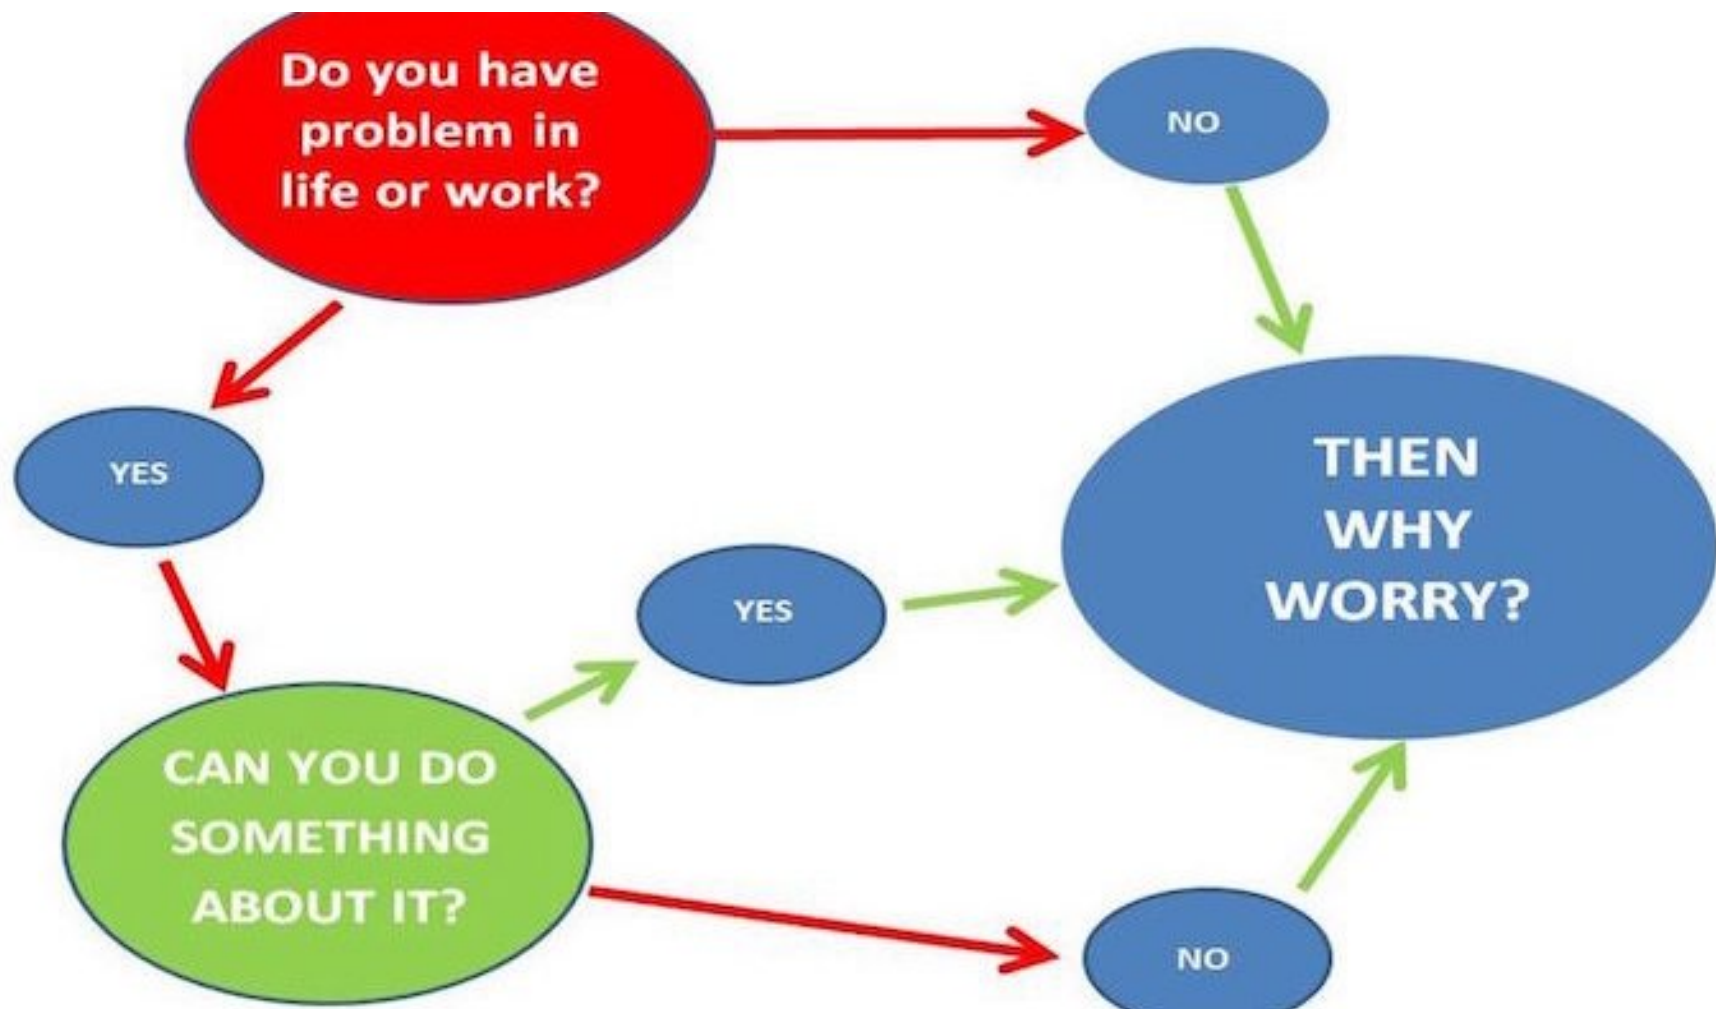 Do you have
problem in
life or work?
NO
YES
THEN
WHY
WORRY?
YES
CAN YOU DO
SOMETHING
ABOUT IT?
NO